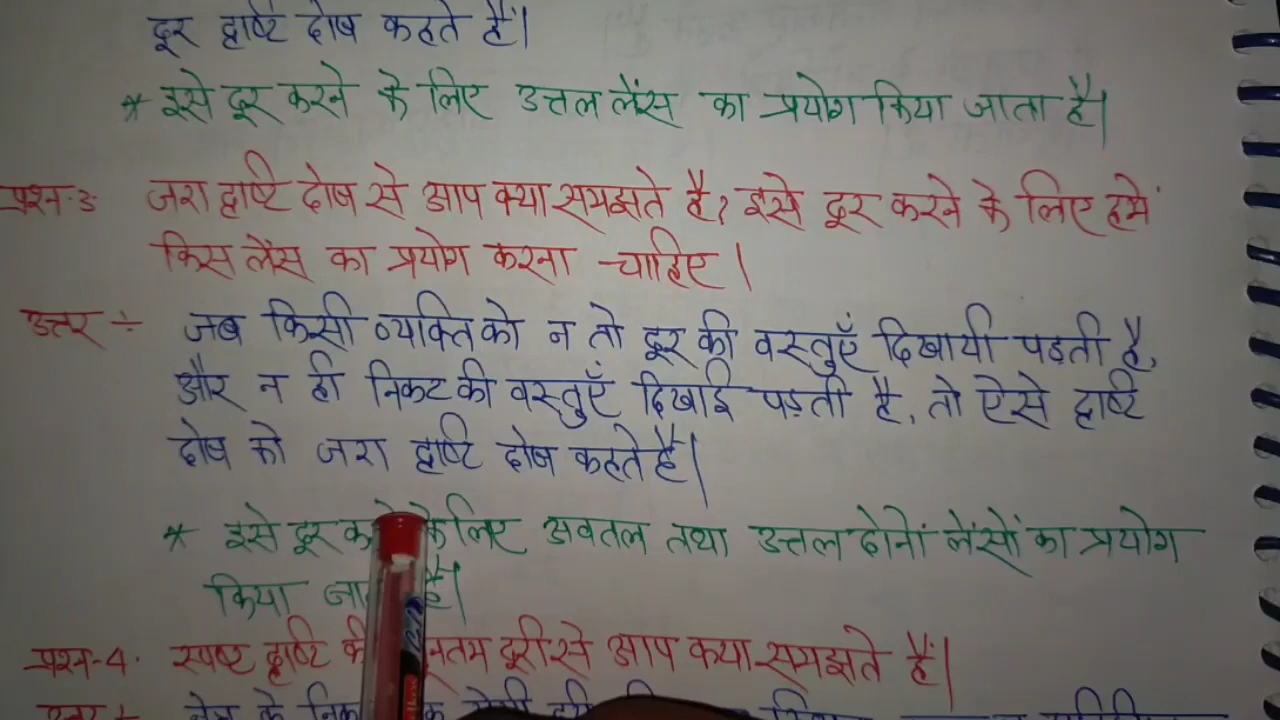 दूर दृष्टि दोष कहते हैं।
* इसे दूर करने के लिए उत्तल लेंस का प्रयोग किया जाता है।
प्रश्न-3 जरा दृष्टि दोष से आप क्या समझते है? इसे दूर करने के लिए हमें
किस लेंस का प्रयोग करना चाहिए।
उत्तर ÷ जब किसी व्यक्ति को न तो दूर की वस्तुएँ दिखायी पड़ती है,
और न ही निकट की वस्तुएँ दिखाई पड़ती है, तो ऐसे दृष्टि
दोष को जरा दृष्टि दोष कहते है।
* इसे दूर के लिए अवतल तथा उत्तल दोनों लेंसों का प्रयोग
किया है।
प्रश्न-4. स्पष्ट दृष्टि की दूरी से आप क्या समझते हैं।